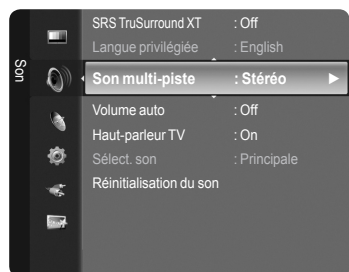 Son
SRS TruSurround XT : Off
Langue privilégiée : English
Son multi-piste : Stéréo
Volume auto : Off
Haut-parleur TV : On
Sélect. son : Principale
Réinitialisation du son